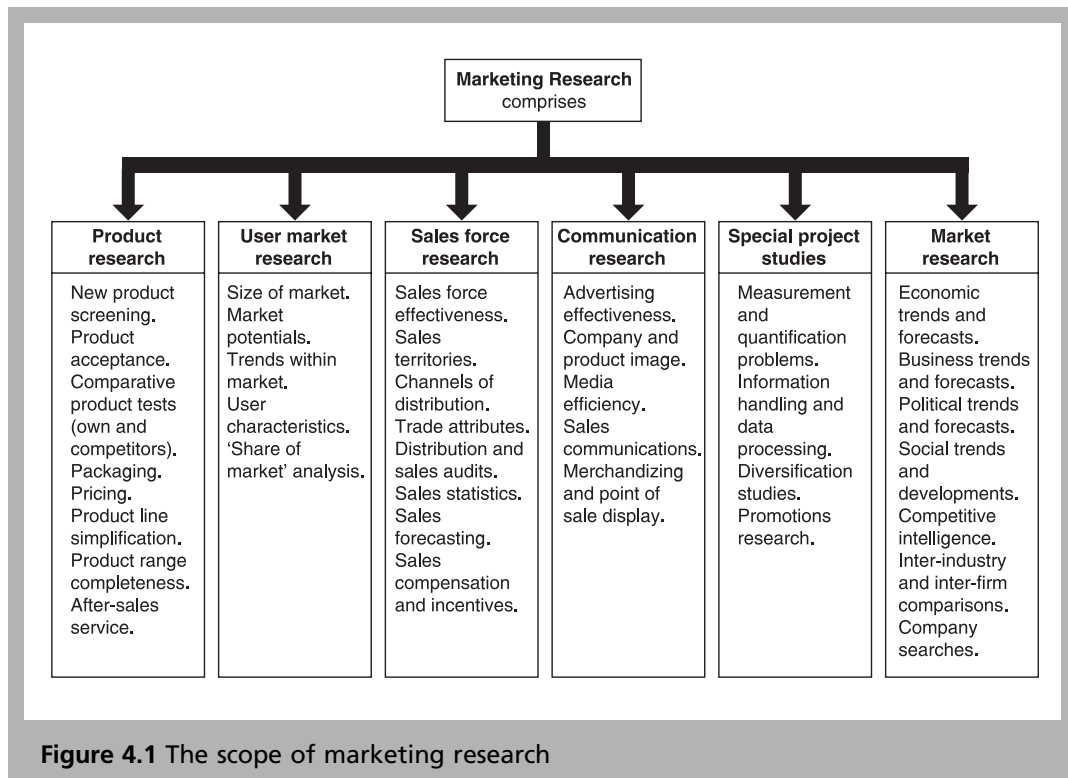 Marketing Research
comprises
Product
research
New product
screening.
Product
acceptance.
Comparative
product tests
(own and
competitors).
Packaging.
Pricing.
Product line
simplification.
Product range
completeness.
After-sales
service.
User market
research
Size of market.
Market
potentials.
Trends within
market.
User
characteristics.
'Share of
market' analysis.
Sales force
research
Sales force
effectiveness.
Sales
territories.
Channels of
distribution.
Trade attributes.
Distribution and
sales audits.
Sales statistics.
Sales
forecasting.
Sales
compensation
and incentives.
Communication
research
Advertising
effectiveness.
Company and
product image.
Media
efficiency.
Sales
communications.
Merchandizing
and point of
sale display.
Special project
studies
Measurement
and
quantification
problems.
Information
handling and
data
processing.
Diversification
studies.
Promotions
research.
Market
research
Economic
trends and
forecasts.
Business trends
and forecasts.
Political trends
and forecasts.
Social trends
and
developments.
Competitive
intelligence.
Inter-industry
and inter-firm
comparisons.
Company
searches.
Figure 4.1 The scope of marketing research